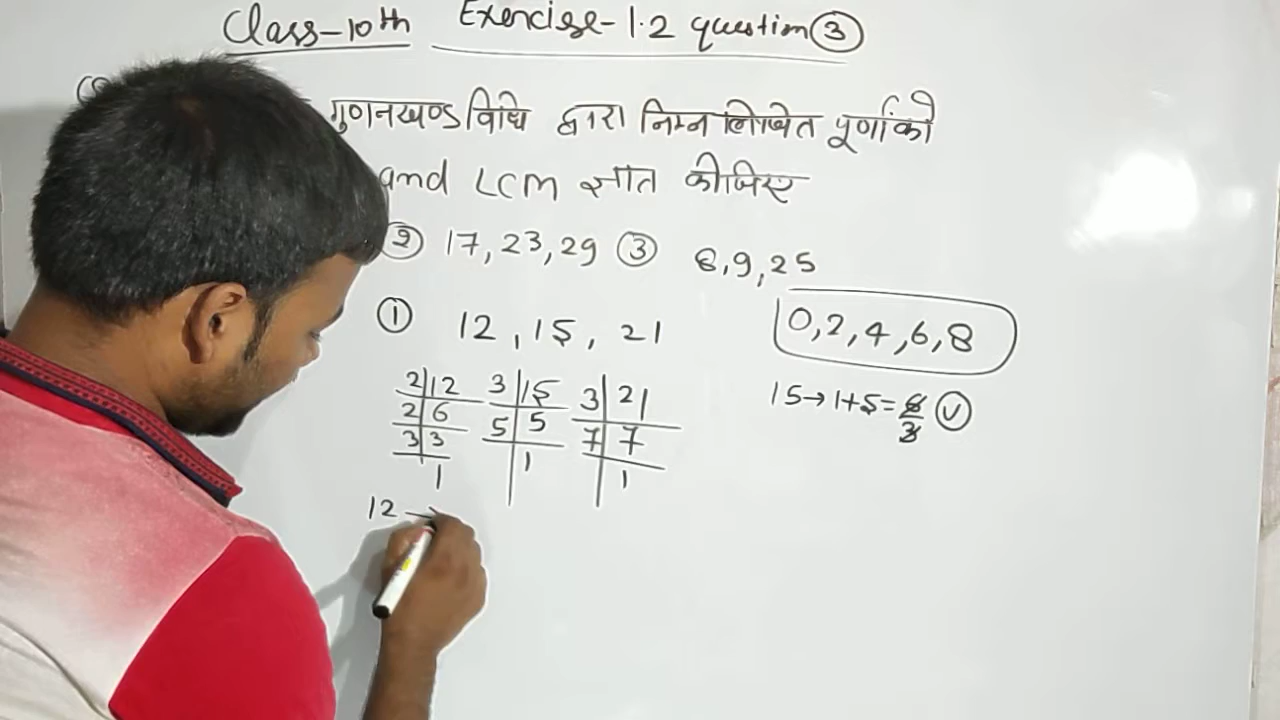 Class-10th Exercise-1.2 question ③
गुणनखण्ड विधि द्वारा निम्नलिखित पूर्णांको
and LCM ज्ञात कीजिए
② 17, 23, 29 ③ 8, 9, 25
① 12, 15, 21
0, 2, 4, 6, 8
2 12 3 15 3 21
2 6 5 5 7 7
3 3 1 1
1
15→1+5=6/3 ✓
12→